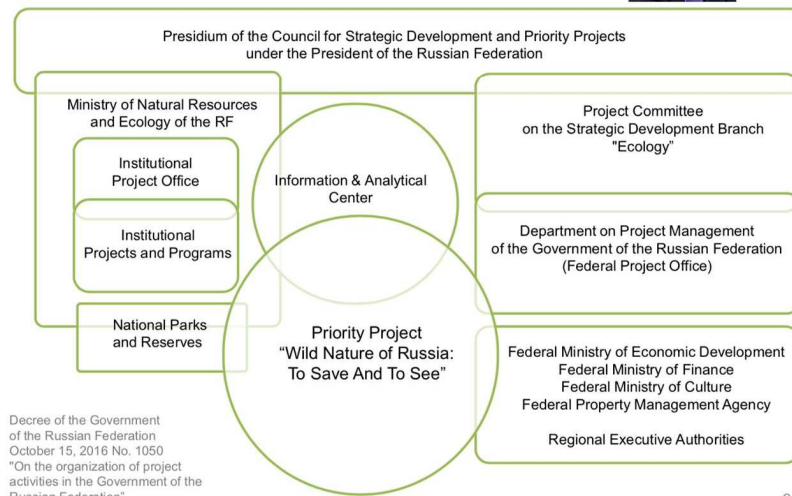 Presidium of the Council for Strategic Development and Priority Projects
under the President of the Russian Federation
Ministry of Natural Resources
and Ecology of the RF
Institutional
Project Office
Institutional
Projects and Programs
National Parks
and Reserves
Information & Analytical
Center
Priority Project
“Wild Nature of Russia:
To Save And To See”
Project Committee
on the Strategic Development Branch
"Ecology”
Department on Project Management
of the Government of the Russian Federation
(Federal Project Office)
Federal Ministry of Economic Development
Federal Ministry of Finance
Federal Ministry of Culture
Federal Property Management Agency
Regional Executive Authorities
Decree of the Government
of the Russian Federation
October 15, 2016 No. 1050
"On the organization of project
activities in the Government of the
Russian Federation"